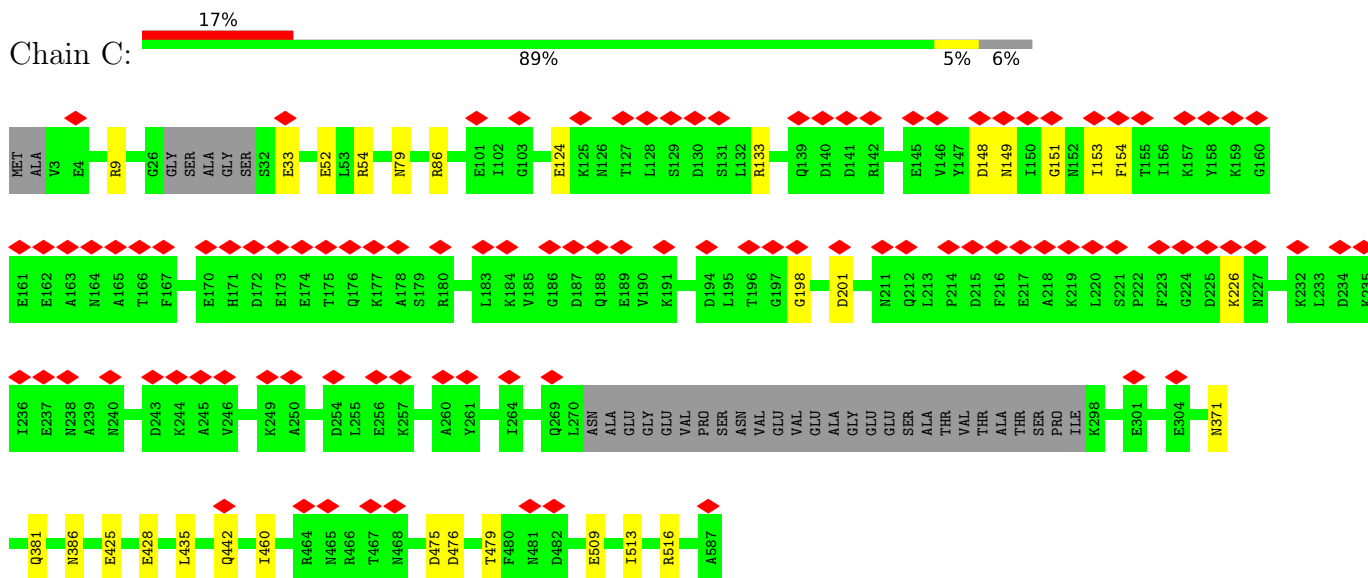 17%
Chain C:
89% 5% 6%
MET ALA V3 E4 R9 G26 GLY SER ALA GLY SER S32 E33 E52 L53 R54 N79 R86 E101 I102 G103 E124 K125 N126 T127 L128 S129 D130 S131 L132 R133 Q139 D140 D141 R142 E145 V146 Y147 D148 N149 I150 G151 N152 I153 F154 T155 I156 K157 Y158 K159 G160
E161 E162 A163 N164 A165 T166 F167 E170 H171 D172 E173 E174 T175 Q176 K177 A178 S179 R180 L183 K184 V185 G186 D187 Q188 E189 V190 K191 D194 L195 T196 G197 G198 D201 N211 Q212 L213 P214 D215 F216 E217 A218 K219 L220 S221 P222 F223 G224 D225 K226 N227 K232 L233 D234 K235
I236 E237 N238 A239 N240 D243 K244 A245 V246 K249 A250 D254 L255 E256 K257 A260 Y261 I264 Q269 L270 ASN ALA GLU GLY GLU VAL PRO SER ASN VAL GLU VAL GLU ALA GLY GLU GLU SER ALA THR VAL THR ALA THR SER PRO ILE K298 E301 E304 N371
Q381 N386 E425 E428 L435 Q442 I460 R464 N465 R466 T467 N468 D475 D476 T479 F480 N481 D482 E509 I513 R516 A587